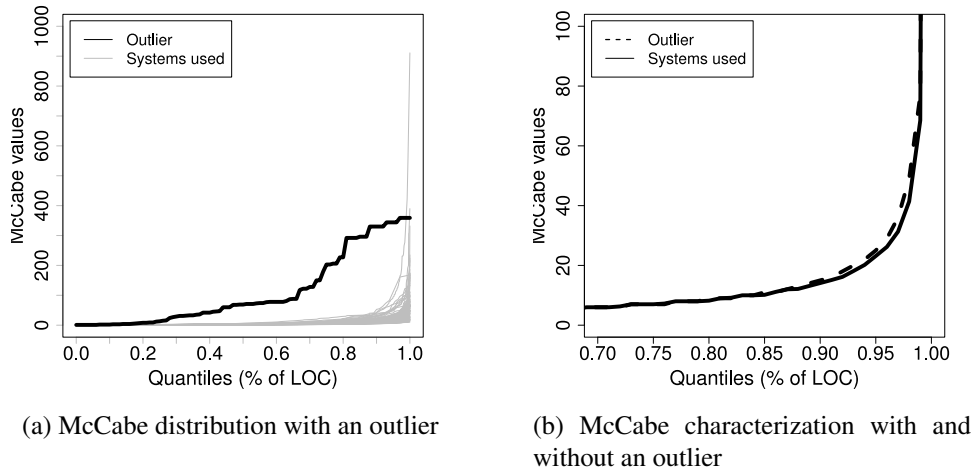 McCabe values
0 200 400 600 800 1000
Outlier
Systems used
0.0 0.2 0.4 0.6 0.8 1.0
Quantiles (% of LOC)
(a) McCabe distribution with an outlier
McCabe values
0 20 40 60 80 100
Outlier
Systems used
0.70 0.75 0.80 0.85 0.90 0.95 1.00
Quantiles (% of LOC)
(b) McCabe characterization with and
without an outlier